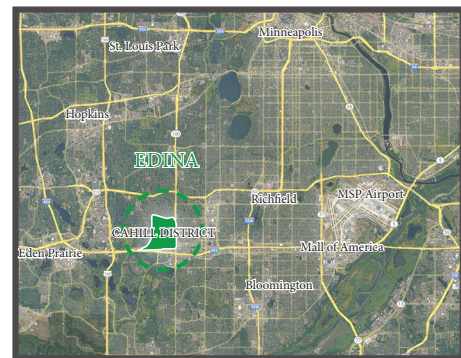 Minneapolis
St. Louis Park
Hopkins
EDINA
MSP Airport
Richfield
CAHILL DISTRICT
Mall of America
Eden Prairie
Bloomington